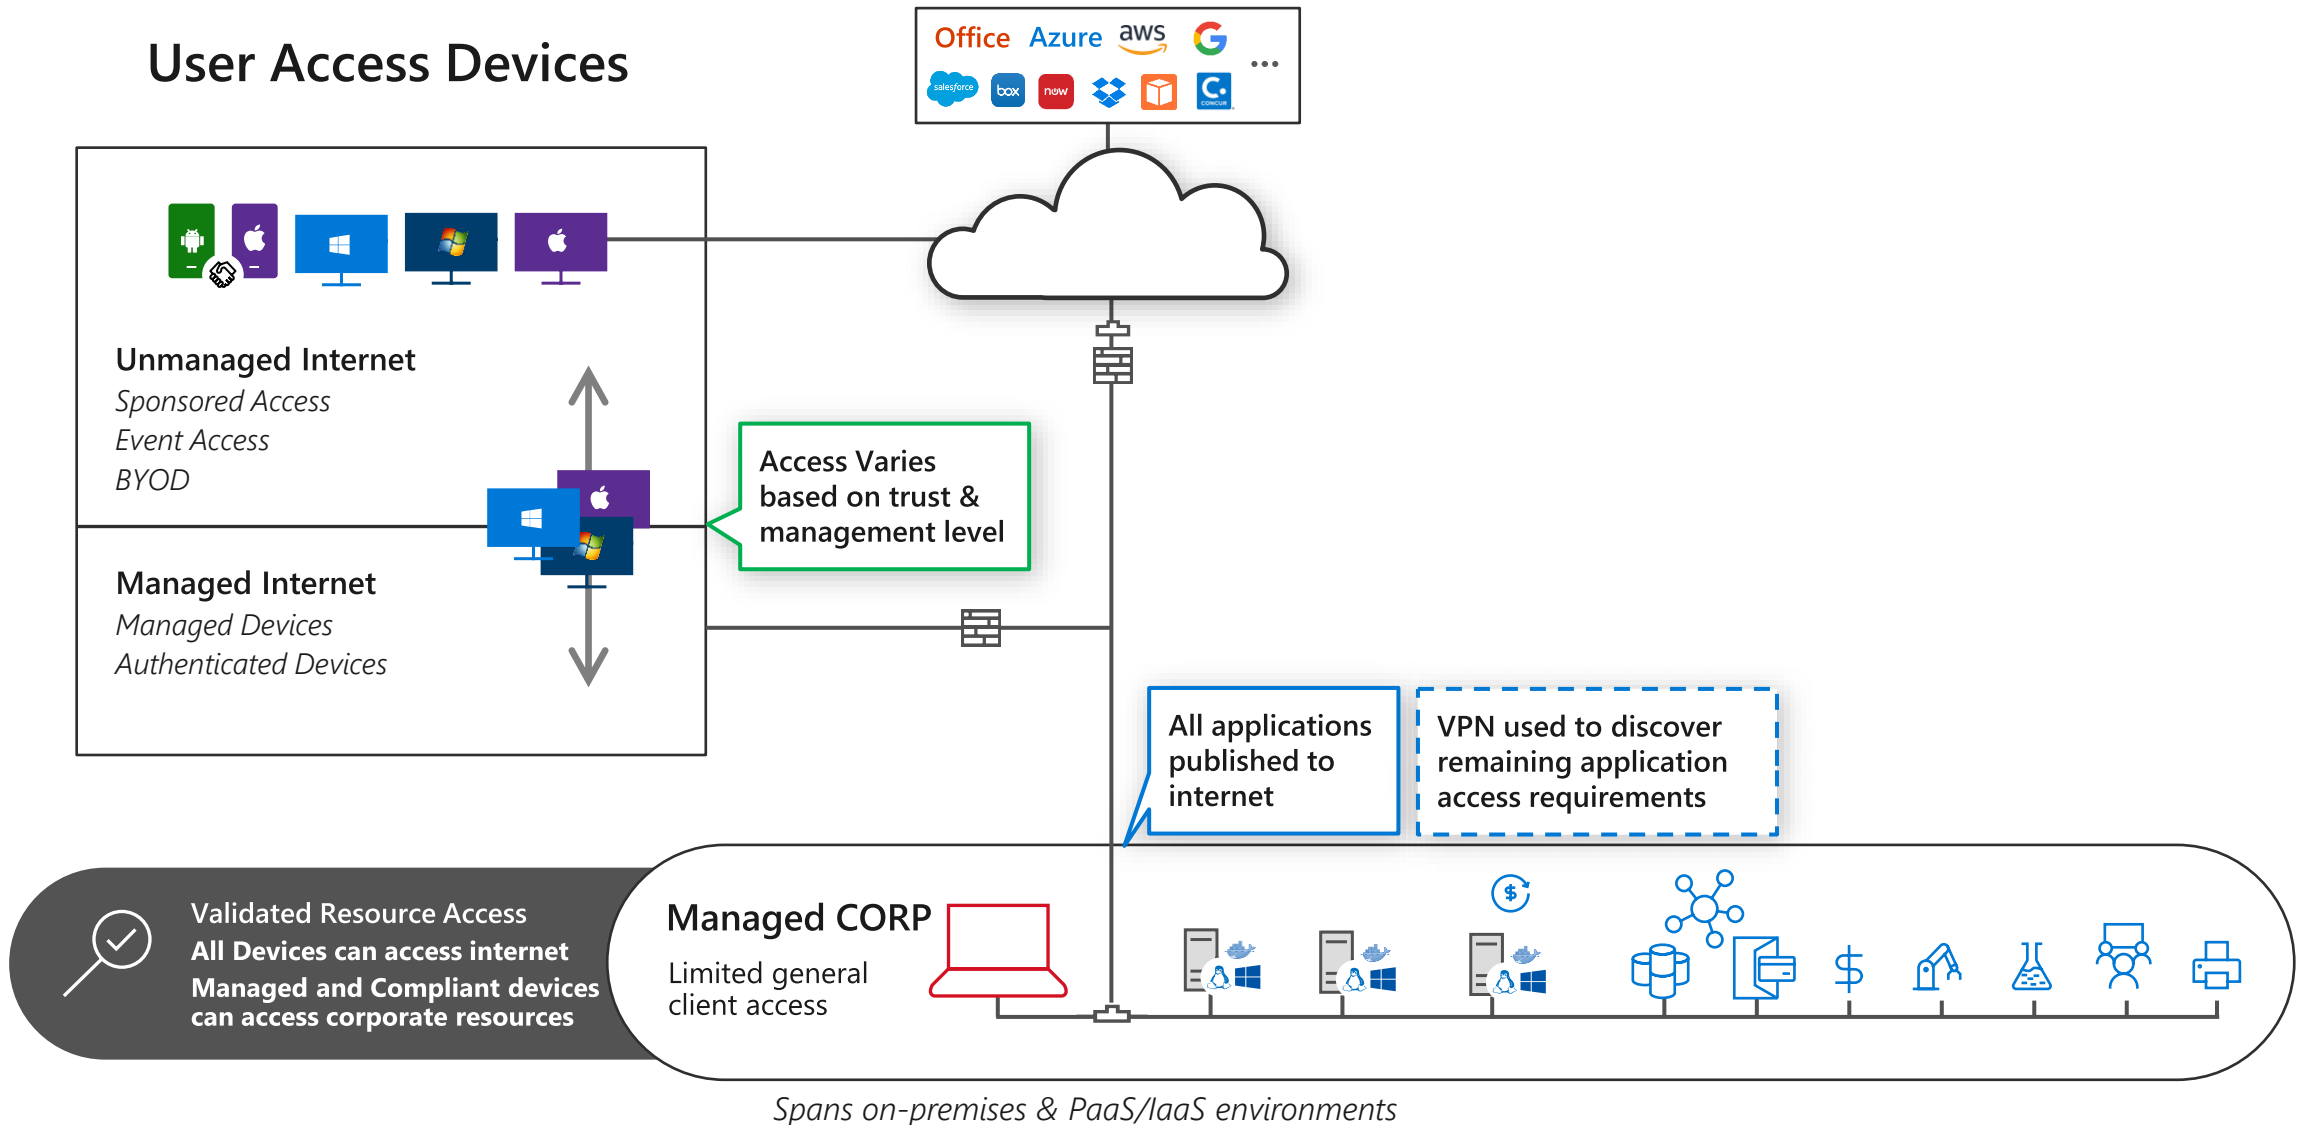 User Access Devices
Office Azure aws
salesforce box now C. CONCUR
Unmanaged Internet
Sponsored Access
Event Access
BYOD
Access Varies
based on trust &
management level
Managed Internet
Managed Devices
Authenticated Devices
All applications
published to
internet
VPN used to discover
remaining application
access requirements
Validated Resource Access
All Devices can access internet
Managed and Compliant devices
can access corporate resources
Managed CORP
Limited general
client access
$
$
Spans on-premises & PaaS/IaaS environments